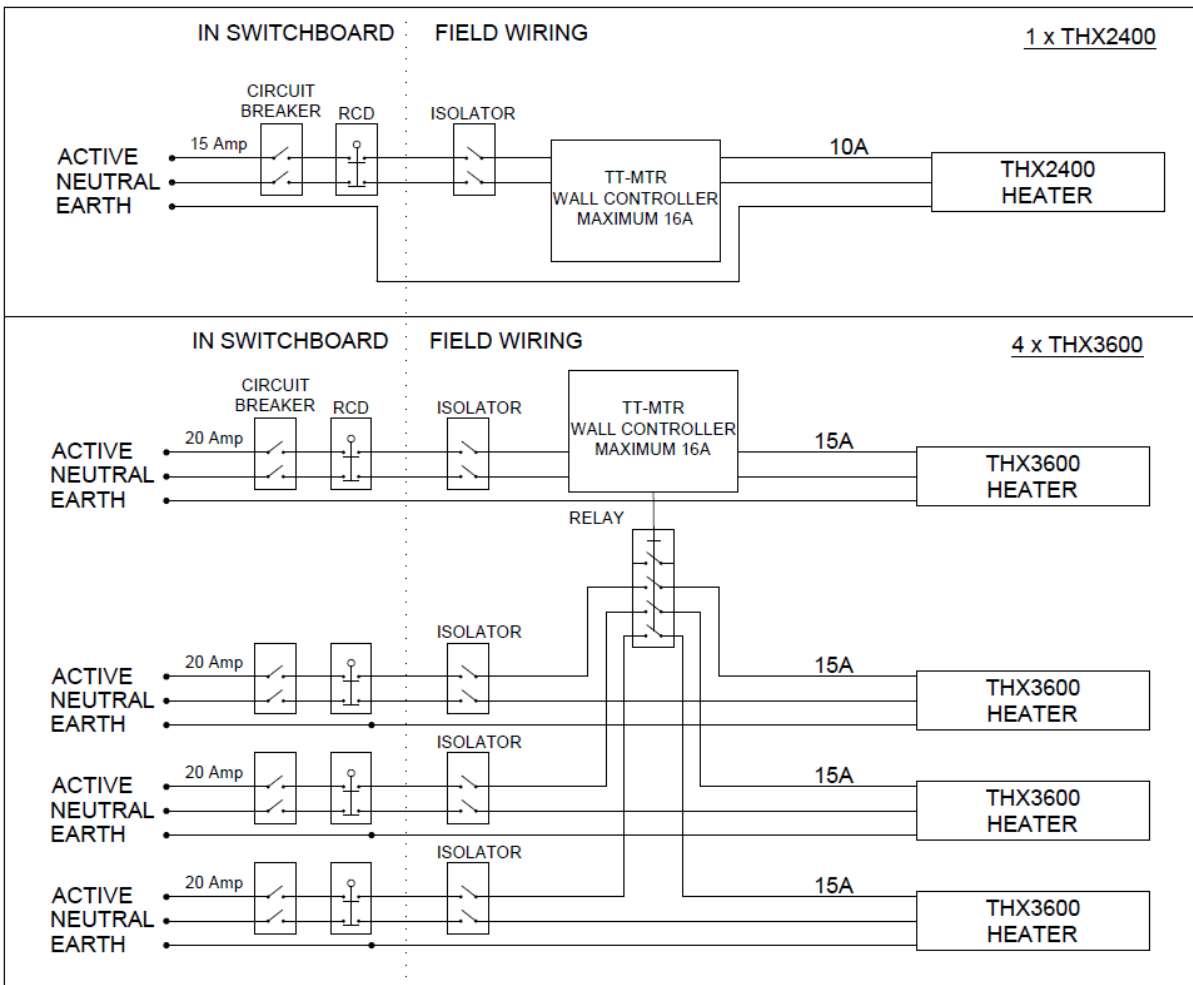 IN SWITCHBOARD
FIELD WIRING
1 x THX2400
CIRCUIT
BREAKER
RCD
ISOLATOR
ACTIVE
NEUTRAL
EARTH
15 Amp
TT-MTR
WALL CONTROLLER
MAXIMUM 16A
10A
THX2400
HEATER
IN SWITCHBOARD
FIELD WIRING
4 x THX3600
CIRCUIT
BREAKER
RCD
ISOLATOR
ACTIVE
NEUTRAL
EARTH
20 Amp
TT-MTR
WALL CONTROLLER
MAXIMUM 16A
15A
THX3600
HEATER
RELAY
ISOLATOR
ACTIVE
NEUTRAL
EARTH
20 Amp
15A
THX3600
HEATER
ISOLATOR
ACTIVE
NEUTRAL
EARTH
20 Amp
15A
THX3600
HEATER
ISOLATOR
ACTIVE
NEUTRAL
EARTH
20 Amp
15A
THX3600
HEATER